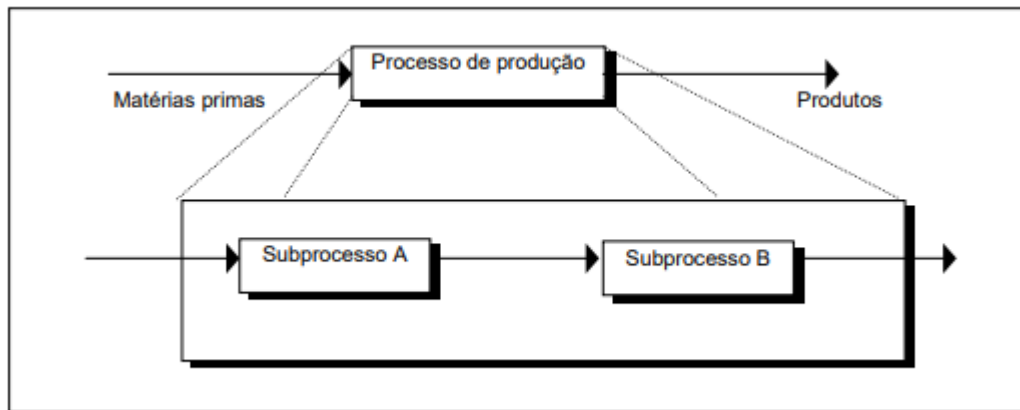 Processo de produção
Matérias primas
Produtos
Subprocesso A
Subprocesso B